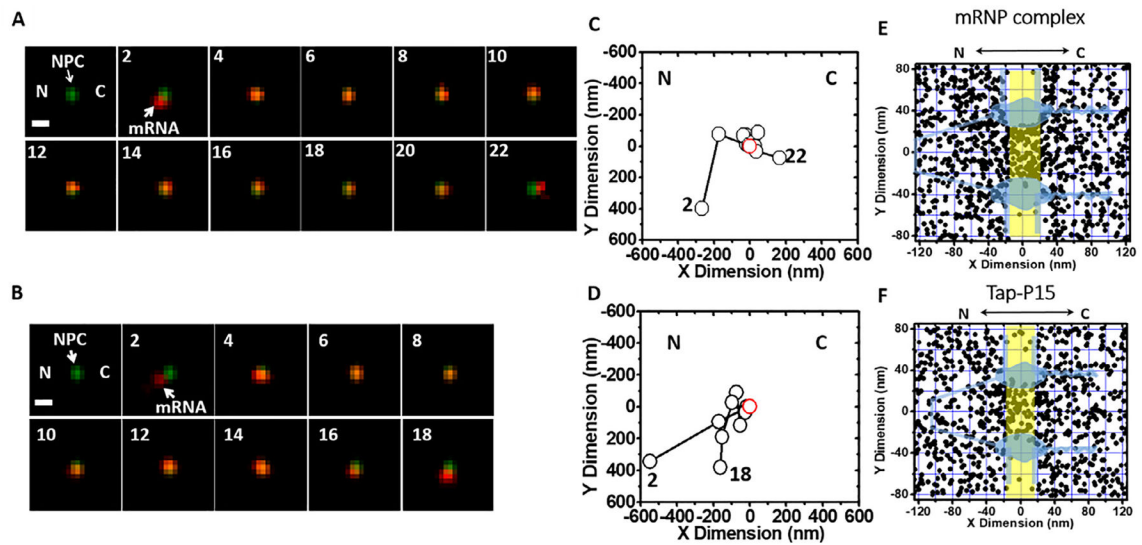 A
NPC
N C
2
mRNA
4
6
8
10
12
14
16
18
20
22
B
NPC
N C
2
mRNA
4
6
8
10
12
14
16
18
C
-600
-400
-200
0
200
400
600
Y Dimension (nm)
N C
2
22
-600 -400 -200 0 200 400 600
X Dimension (nm)
D
-600
-400
-200
0
200
400
600
Y Dimension (nm)
N C
2
18
-600 -400 -200 0 200 400 600
X Dimension (nm)
mRNP complex
E
N C
80
40
0
-40
-80
Y Dimension (nm)
-120 -80 -40 0 40 80 120
X Dimension (nm)
Tap-P15
F
N C
80
40
0
-40
-80
Y Dimension (nm)
-120 -80 -40 0 40 80 120
X Dimension (nm)